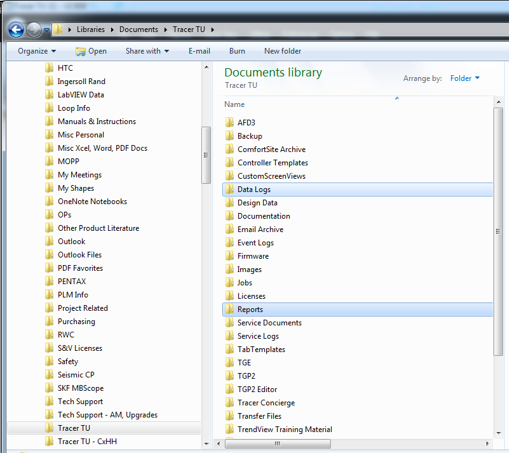 Libraries Documents Tracer TU
Organize Open Share with E-mail Burn New folder
HTC
Ingersoll Rand
LabVIEW Data
Loop Info
Manuals & Instructions
Misc Personal
Misc Xcel, Word, PDF Docs
MOPP
My Meetings
My Shapes
OneNote Notebooks
OPs
Other Product Literature
Outlook
Outlook Files
PDF Favorites
PENTAX
PLM Info
Project Related
Purchasing
RWC
S&V Licenses
Safety
Seismic CP
SKF MBScope
Tech Support
Tech Support - AM, Upgrades
Tracer TU
Tracer TU - CxHH
Documents library
Tracer TU
Arrange by: Folder
Name
AFD3
Backup
ComfortSite Archive
Controller Templates
CustomScreenViews
Data Logs
Design Data
Documentation
Email Archive
Event Logs
Firmware
Images
Jobs
Licenses
Reports
Service Documents
Service Logs
TabTemplates
TGE
TGP2
TGP2 Editor
Tracer Concierge
Transfer Files
TrendView Training Material